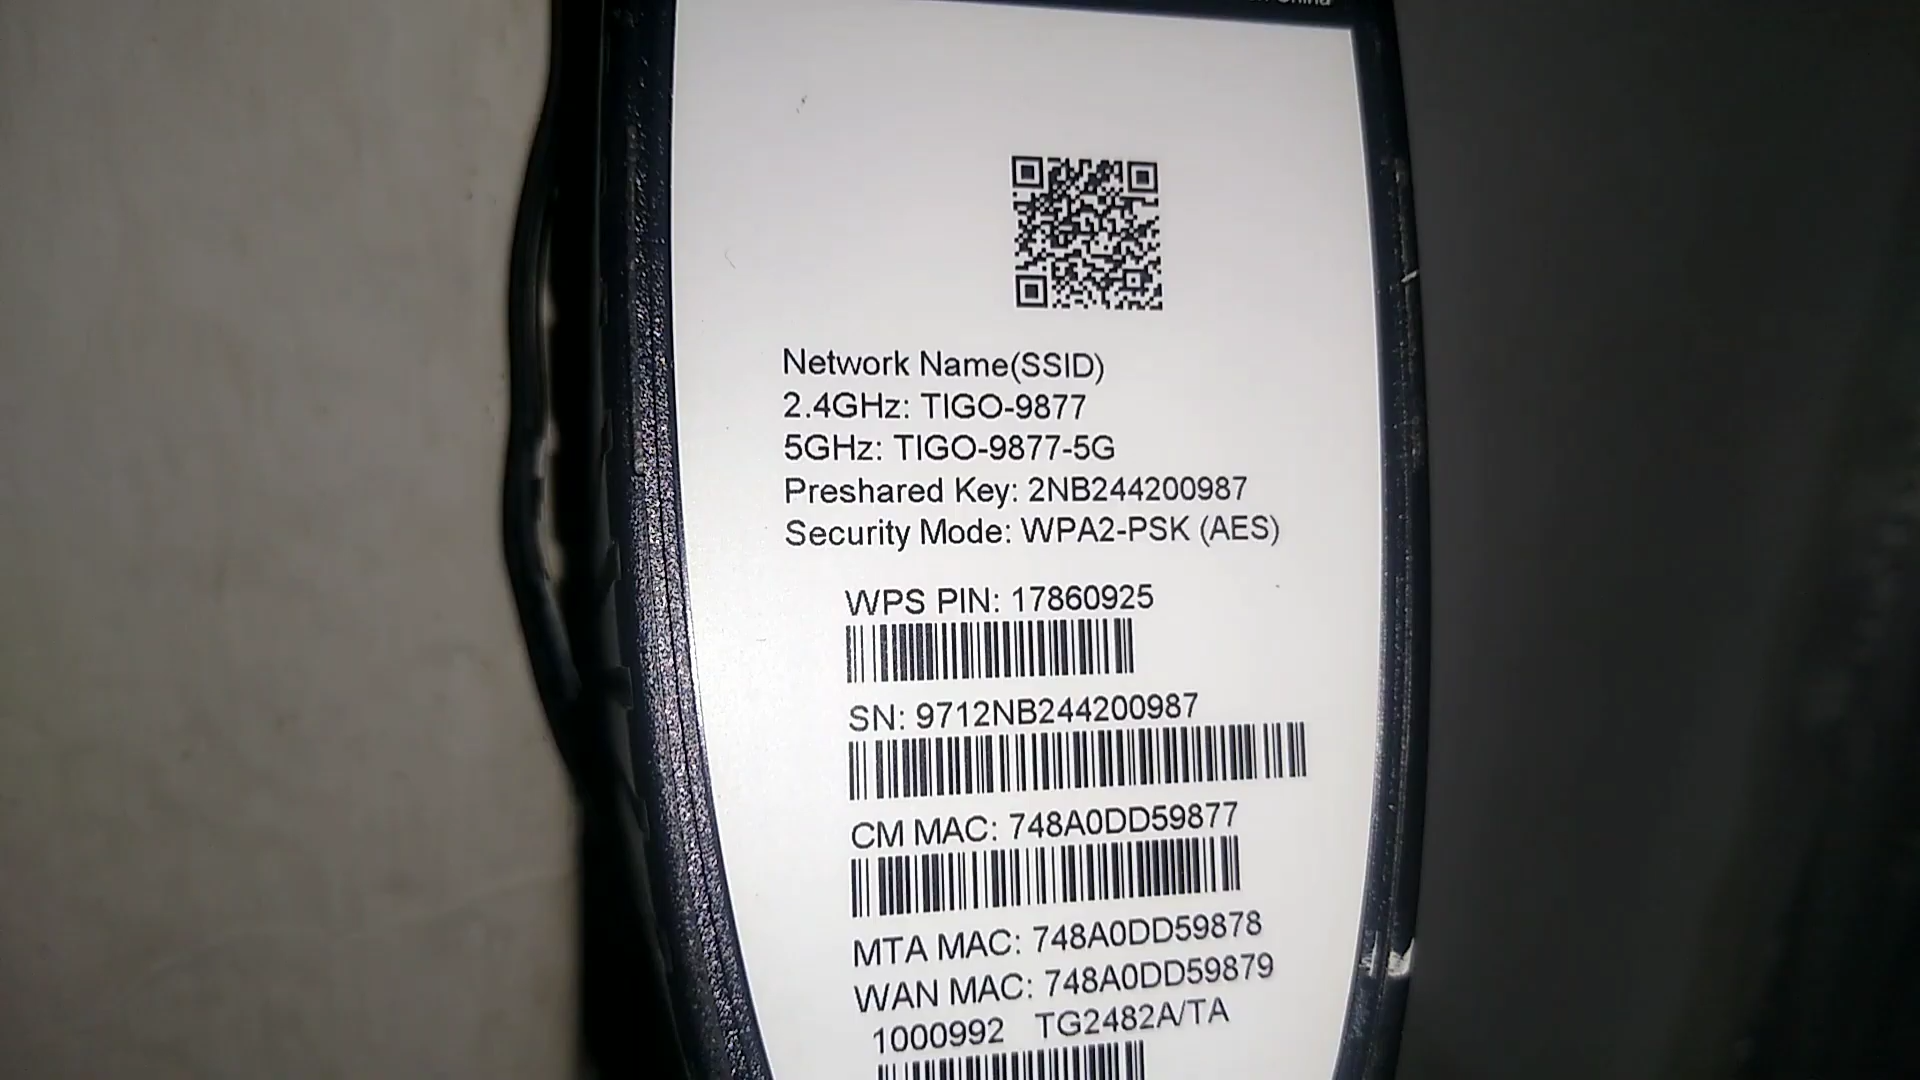 China
Network Name(SSID)
2.4GHz: TIGO-9877
5GHz: TIGO-9877-5G
Preshared Key: 2NB244200987
Security Mode: WPA2-PSK (AES)
WPS PIN: 17860925
SN: 9712NB244200987
CM MAC: 748A0DD59877
MTA MAC: 748A0DD59878
WAN MAC: 748A0DD59879
1000992 TG2482A/TA